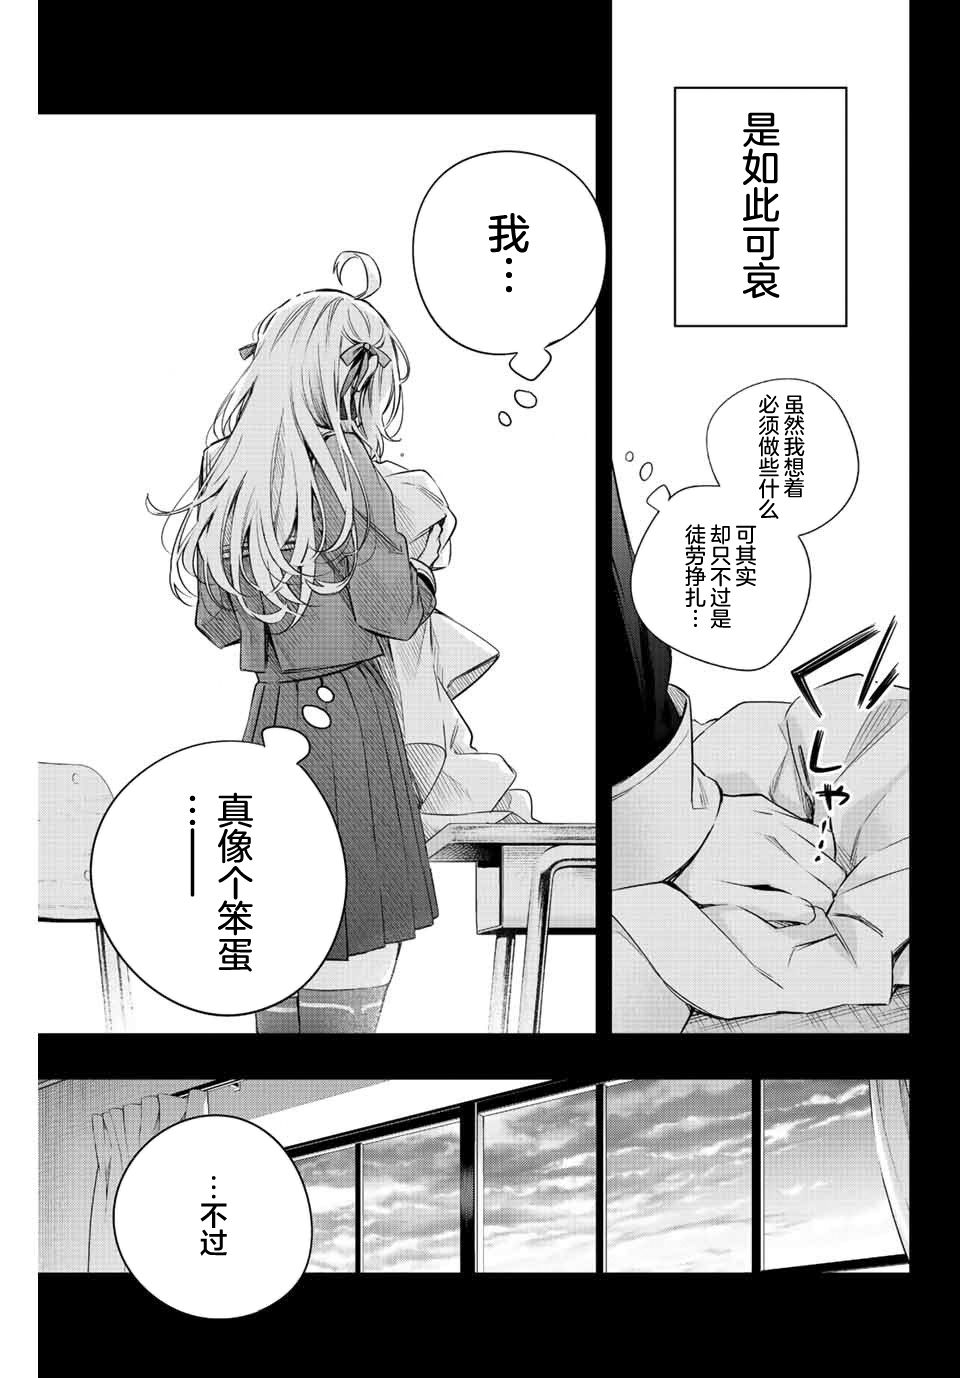 是如此可哀
虽然我想着
必须做些什么
可其实
却只不过是
徒劳挣扎…
くしゃ…
我…
真像个笨蛋
…——
…不过